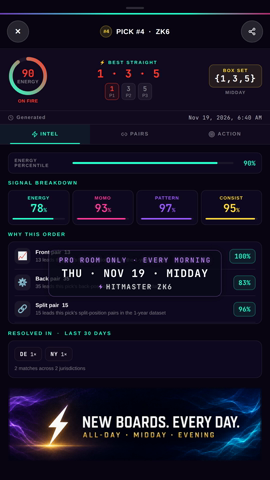 #4 PICK #4 · ZK6
90
ENERGY
ON FIRE
⚡ BEST STRAIGHT
1 · 3 · 5
1 P1
3 P2
5 P3
BOX SET
{1,3,5}
MIDDAY
Generated
Nov 19, 2026, 6:40 AM
INTEL
PAIRS
ACTION
ENERGY PERCENTILE
90%
SIGNAL BREAKDOWN
ENERGY
78%
MOMO
93%
PATTERN
97%
CONSIST
95%
WHY THIS ORDER
Front pair
100%
PRO ROOM ONLY · EVERY MORNING
THU · NOV 19 · MIDDAY
⚡ HITMASTER ZK6
Back
83%
Split pair 15
15 leads this pick's split-position pairs in the 1-year dataset
96%
RESOLVED IN · LAST 30 DAYS
DE 1×
NY 1×
2 matches across 2 jurisdictions
NEW BOARDS. EVERY DAY.
ALL-DAY · MIDDAY · EVENING